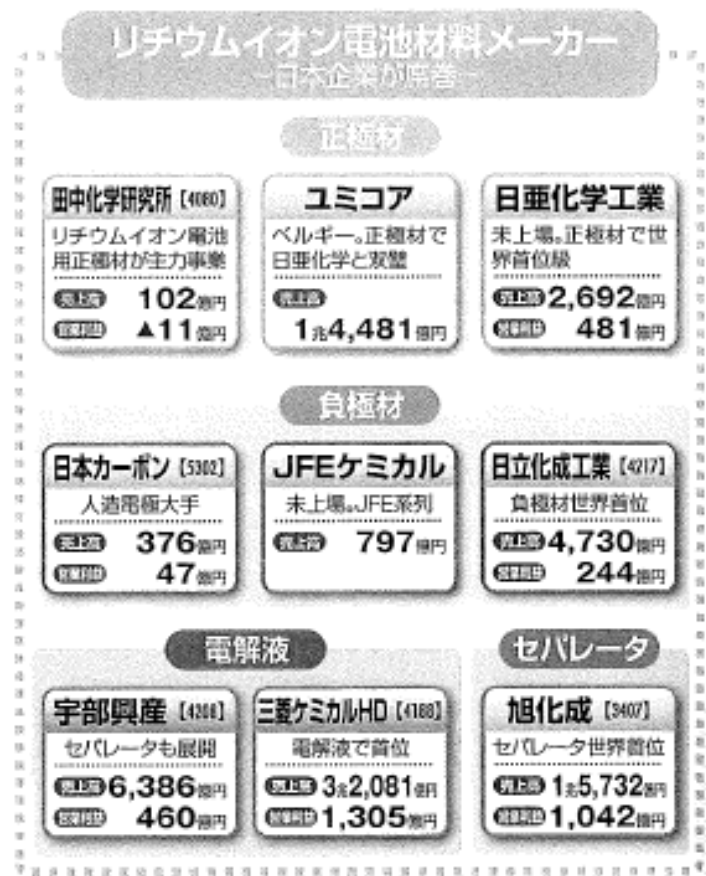 リチウムイオン電池材料メーカー
―日本企業が席巻―
正極材
田中化学研究所【4080】
リチウムイオン電池
用正極材が主力事業
売上高 102億円
営業利益 ▲11億円
ユミコア
ベルギー。正極材で
日亜化学と双璧
売上高
1兆4,481億円
日亜化学工業
未上場。正極材で世
界首位級
売上高 2,692億円
営業利益 481億円
負極材
日本カーボン【5302】
人造電極大手
売上高 376億円
営業利益 47億円
JFEケミカル
未上場。JFE系列
売上高 797億円
日立化成工業【4217】
負極材世界首位
売上高 4,730億円
営業利益 244億円
電解液
宇部興産【4208】
セパレータも展開
売上高 6,386億円
営業利益 460億円
三菱ケミカルHD【4188】
電解液で首位
売上高 3兆2,081億円
営業利益 1,305億円
セパレータ
旭化成【3407】
セパレータ世界首位
売上高 1兆5,732億円
営業利益 1,042億円